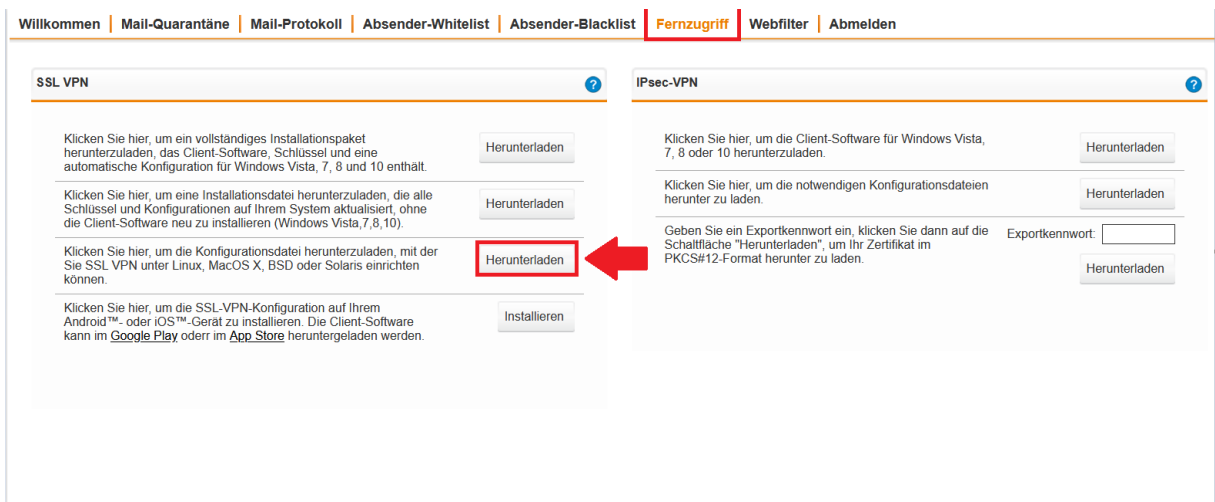 Willkommen | Mail-Quarantäne | Mail-Protokoll | Absender-Whitelist | Absender-Blacklist | Fernzugriff | Webfilter | Abmelden
SSL VPN
?
Klicken Sie hier, um ein vollständiges Installationspaket
herunterzuladen, das Client-Software, Schlüssel und eine
automatische Konfiguration für Windows Vista, 7, 8 und 10 enthält.
Herunterladen
Klicken Sie hier, um eine Installationsdatei herunterzuladen, die alle
Schlüssel und Konfigurationen auf Ihrem System aktualisiert, ohne
die Client-Software neu zu installieren (Windows Vista,7,8,10).
Herunterladen
Klicken Sie hier, um die Konfigurationsdatei herunterzuladen, mit der
Sie SSL VPN unter Linux, MacOS X, BSD oder Solaris einrichten
können.
Herunterladen
Klicken Sie hier, um die SSL-VPN-Konfiguration auf Ihrem
Android™- oder iOS™-Gerät zu installieren. Die Client-Software
kann im Google Play oderr im App Store heruntergeladen werden.
Installieren
IPsec-VPN
?
Klicken Sie hier, um die Client-Software für Windows Vista,
7, 8 oder 10 herunterzuladen.
Herunterladen
Klicken Sie hier, um die notwendigen Konfigurationsdateien
herunter zu laden.
Herunterladen
Geben Sie ein Exportkennwort ein, klicken Sie dann auf die
Schaltfläche "Herunterladen", um Ihr Zertifikat im
PKCS#12-Format herunter zu laden.
Exportkennwort:
Herunterladen